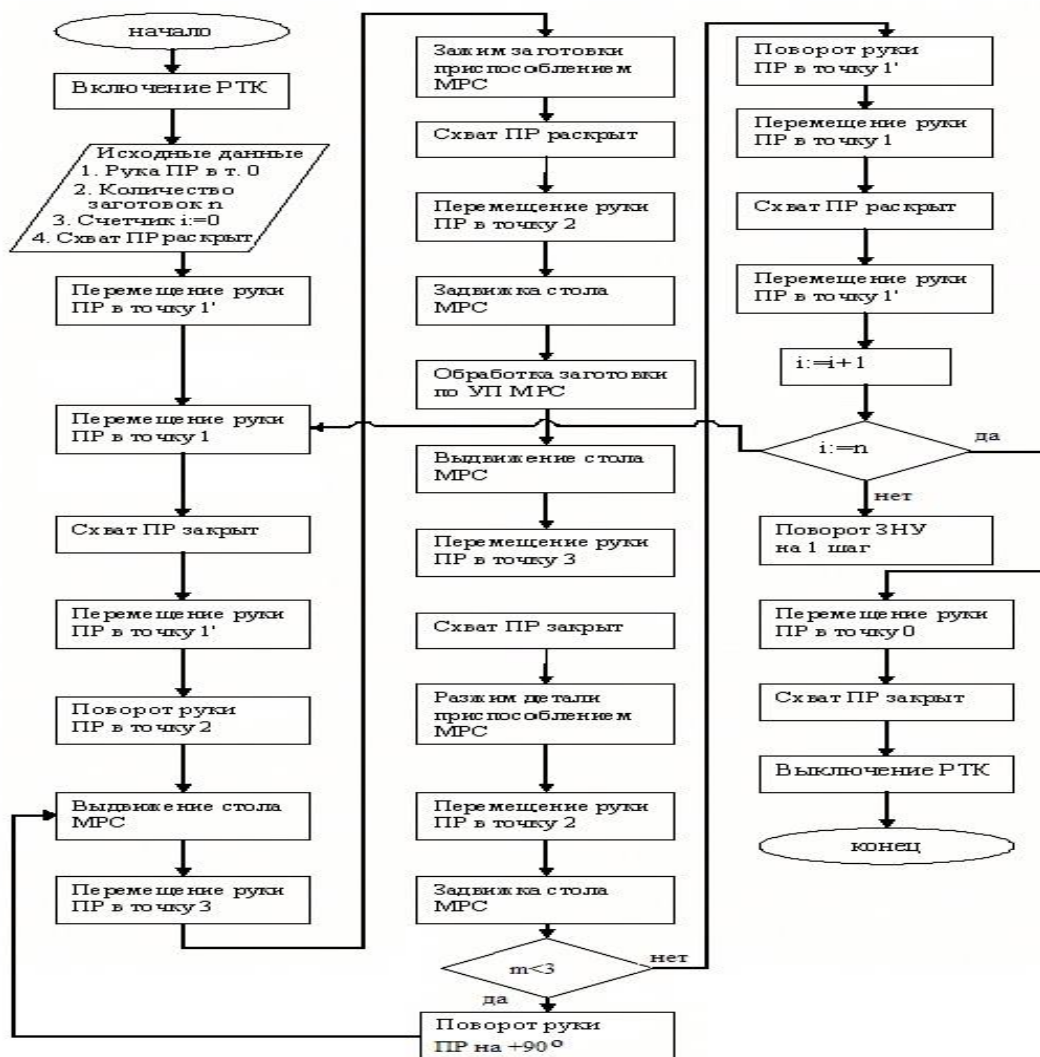 начало
Включение РТК
Исходные данные
1. Рука ПР в т. 0
2. Количество
заготовок n
3. Счетчик i:=0
4. Схват ПР раскрыт
Перемещение руки
ПР в точку 1'
Перемещение руки
ПР в точку 1
Схват ПР закрыт
Перемещение руки
ПР в точку 1'
Поворот руки
ПР в точку 2
Выдвижение стола
МРС
Перемещение руки
ПР в точку 3
Зажим заготовки
приспособлением
МРС
Схват ПР раскрыт
Перемещение руки
ПР в точку 2
Задвижка стола
МРС
Обработка заготовки
по УП МРС
Выдвижение стола
МРС
Перемещение руки
ПР в точку 3
Схват ПР закрыт
Разжим детали
приспособлением
МРС
Перемещение руки
ПР в точку 2
Задвижка стола
МРС
m<3
нет
да
Поворот руки
ПР на +90°
Поворот руки
ПР в точку 1'
Перемещение руки
ПР в точку 1
Схват ПР раскрыт
Перемещение руки
ПР в точку 1'
i:=i+1
i:=n
да
нет
Поворот ЗНУ
на 1 шаг
Перемещение руки
ПР в точку 0
Схват ПР закрыт
Выключение РТК
конец